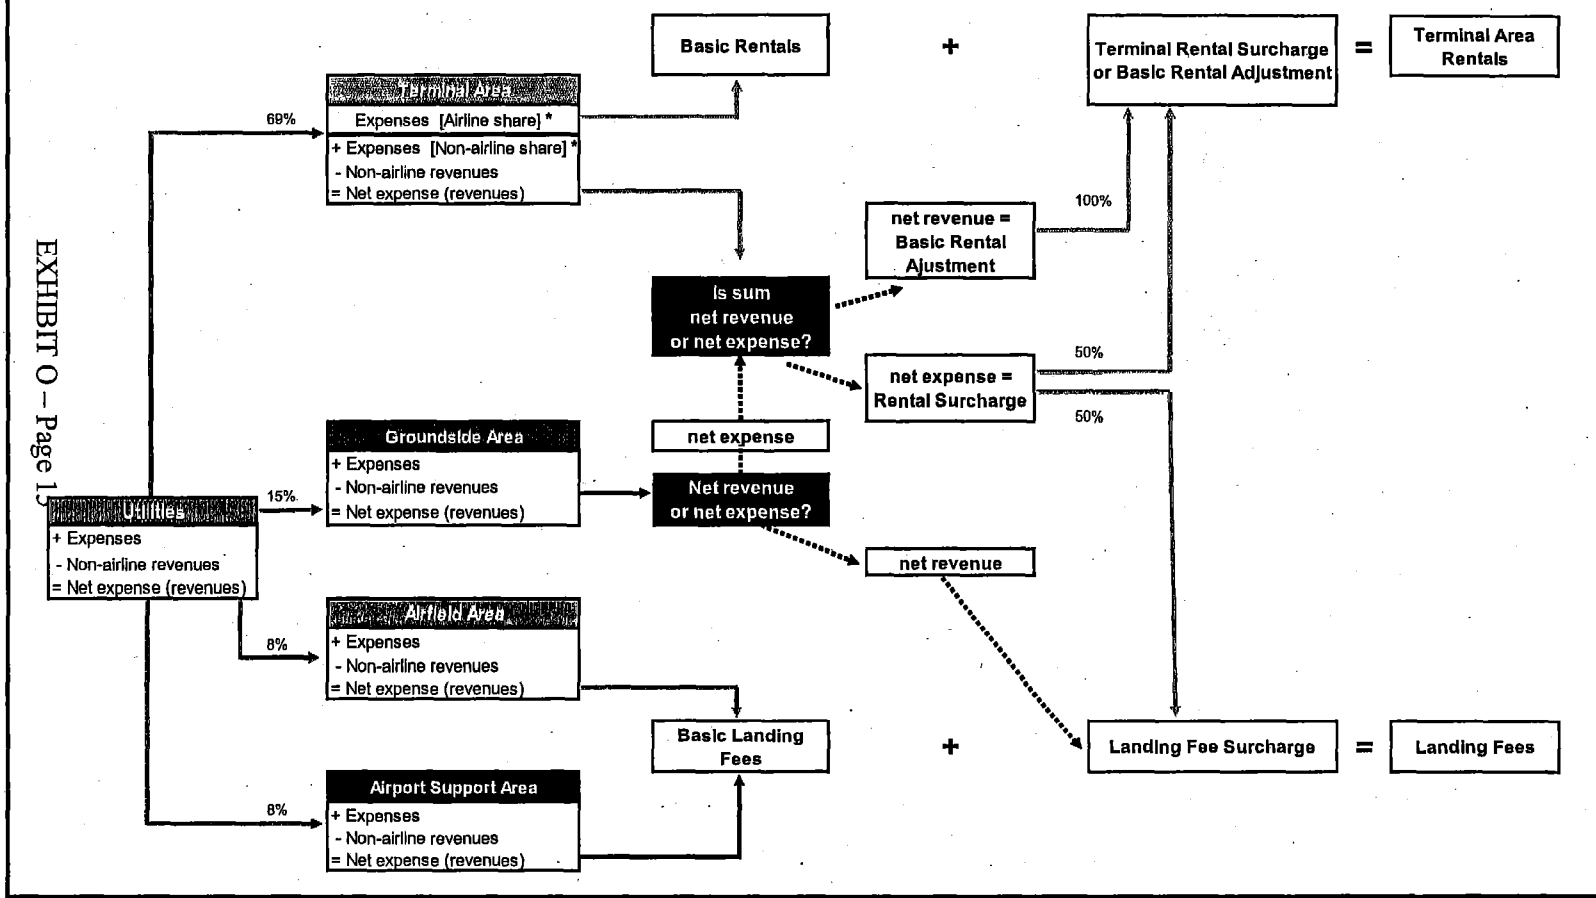 Basic Rentals
+
Terminal Rental Surcharge
or Basic Rental Adjustment
=
Terminal Area
Rentals
Terminal Area
Expenses [Airline share] *
+ Expenses [Non-airline share] *
- Non-airline revenues
= Net expense (revenues)
69%
100%
net revenue =
Basic Rental
Ajustment
Is sum
net revenue
or net expense?
50%
net expense =
Rental Surcharge
50%
EXHIBIT O – Page
net expense
Groundside Area
+ Expenses
- Non-airline revenues
= Net expense (revenues)
Net revenue
or net expense?
15%
Utilities
+ Expenses
- Non-airline revenues
= Net expense (revenues)
net revenue
Airfield Area
+ Expenses
- Non-airline revenues
= Net expense (revenues)
8%
Basic Landing
Fees
+
Landing Fee Surcharge
=
Landing Fees
Airport Support Area
+ Expenses
- Non-airline revenues
= Net expense (revenues)
8%